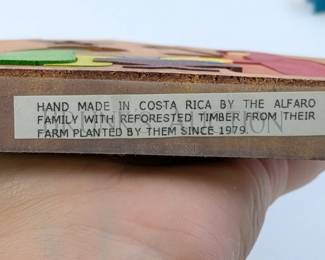 HAND MADE IN COSTA RICA BY THE ALFARO
FAMILY WITH REFORESTED TIMBER FROM THEIR
FARM PLANTED BY THEM SINCE 1979.